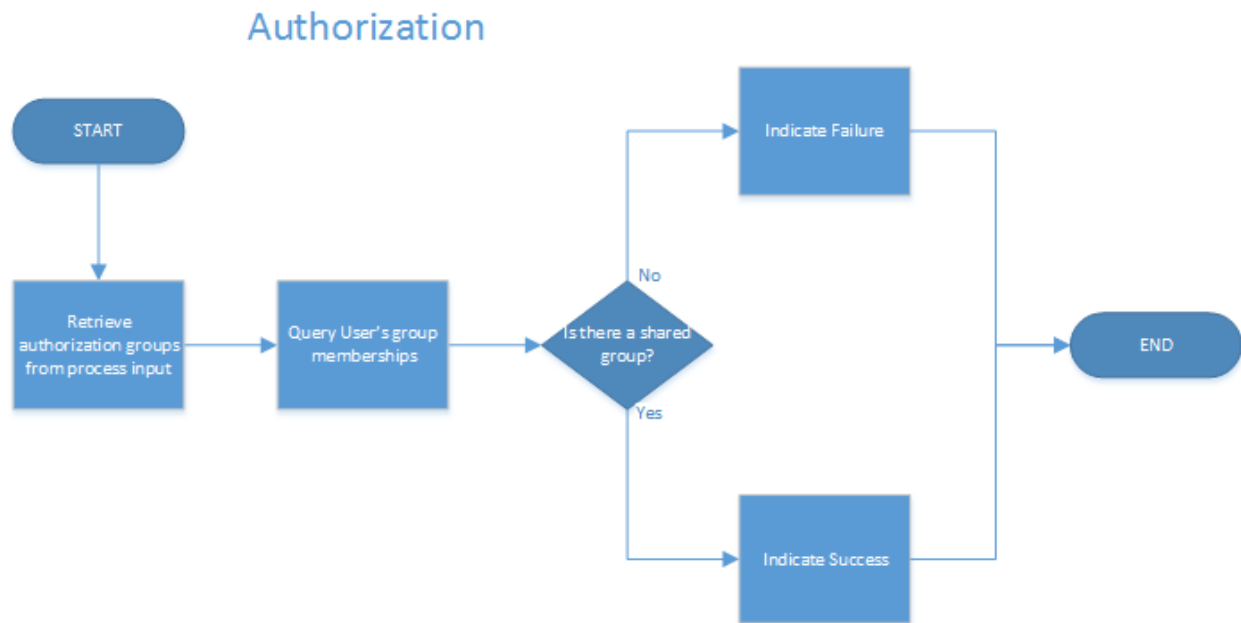 Authorization
START
Retrieve
authorization groups
from process input
Query User's group
memberships
Is there a shared
group?
No
Yes
Indicate Failure
Indicate Success
END